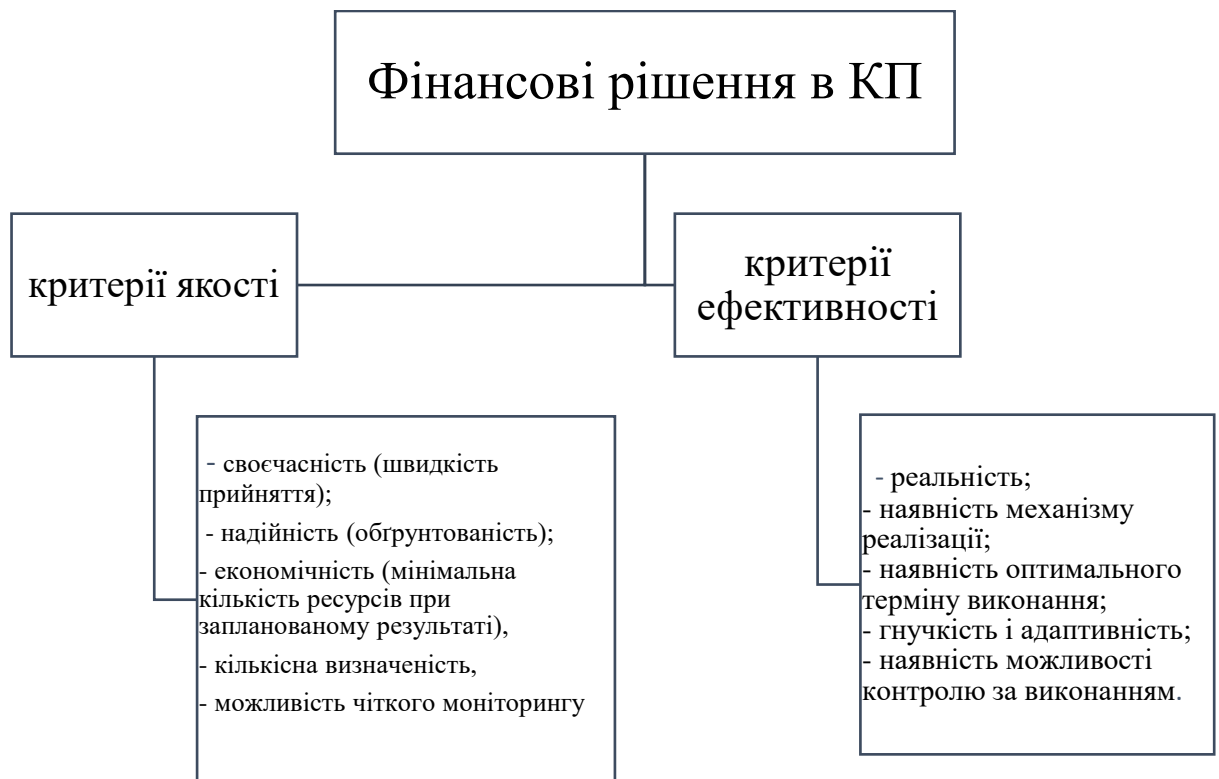 Фінансові рішення в КП
критерії якості
критерії
ефективності
- своєчасність (швидкість
прийняття);
- надійність (обґрунтованість);
- економічність (мінімальна
кількість ресурсів при
запланованому результаті),
- кількісна визначеність,
- можливість чіткого моніторингу
- реальність;
- наявність механізму
реалізації;
- наявність оптимального
терміну виконання;
- гнучкість і адаптивність;
- наявність можливості
контролю за виконанням.